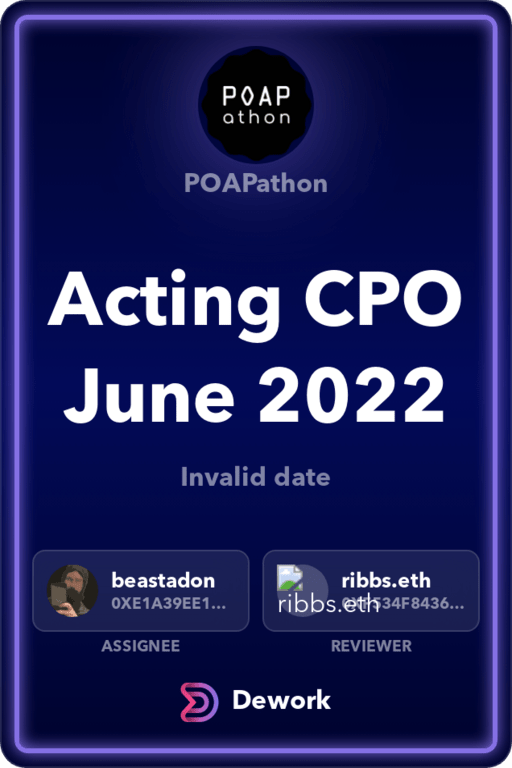 POAP
athon
POAPathon
Acting CPO
June 2022
Invalid date
beastadon
0XE1A39EE1...
ribbs.eth
ribbs.eth
ASSIGNEE
REVIEWER
Dework